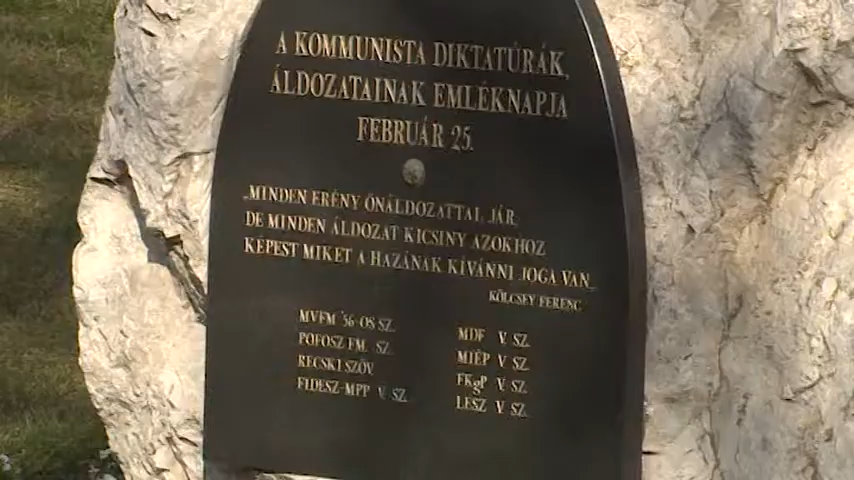 A KOMMUNISTA DIKTATÚRÁK,
ÁLDOZATAINAK EMLÉKNAPJA
FEBRUÁR 25.
„MINDEN ERÉNY ÖNÁLDOZATTAL JÁR,
DE MINDEN ÁLDOZAT KICSINY AZOKHOZ
KÉPEST MIKET A HAZÁNAK KÍVÁNNI JOGA VAN„
KÖLCSEY FERENC
MVFM '56-OS SZ.
POFOSZ FM. SZ.
RECSKI SZÖV.
FIDESZ-MPP V. SZ.
MDF V. SZ.
MIÉP V. SZ.
FKgP V. SZ.
LESZ V. SZ.